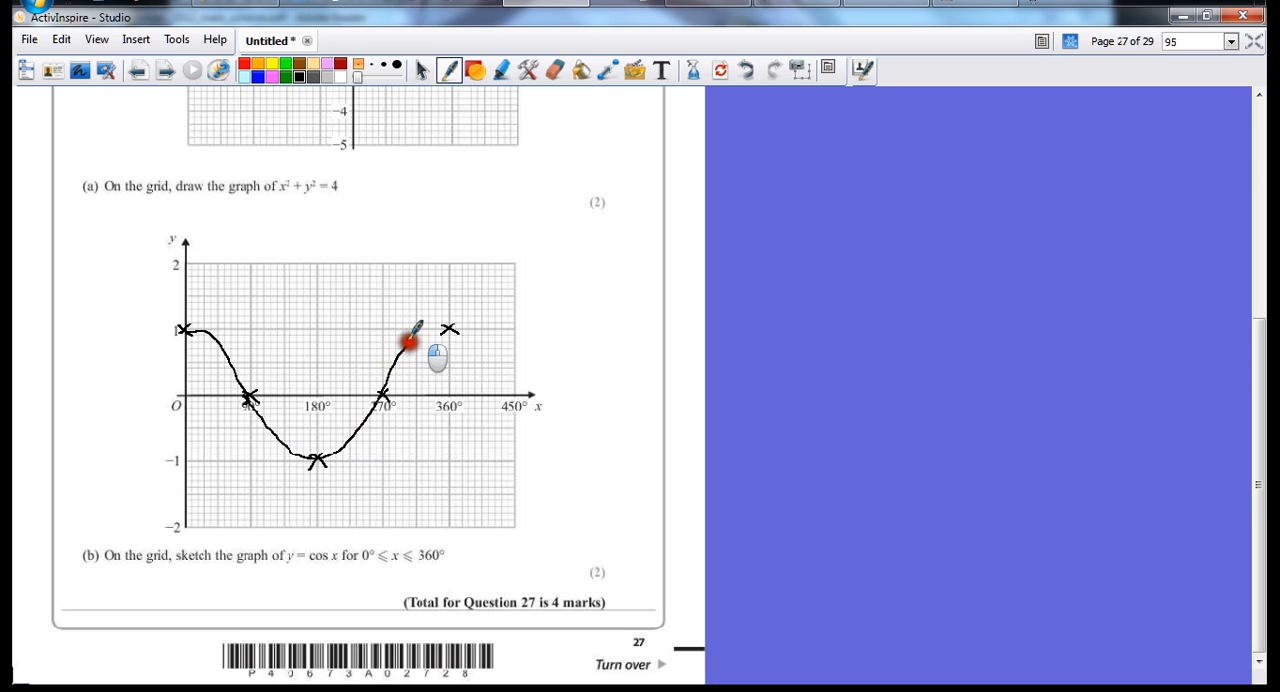 ActivInspire - Studio
File Edit View Insert Tools Help Untitled * Page 27 of 29 95
T
−4
−5
(a) On the grid, draw the graph of x² + y² = 4
(2)
y
2
1
O 90° 180° 270° 360° 450° x
−1
−2
(b) On the grid, sketch the graph of y = cos x for 0° ⩽ x ⩽ 360°
(2)
(Total for Question 27 is 4 marks)
27
P 4 0 6 7 3 A 0 2 7 2 8
Turn over